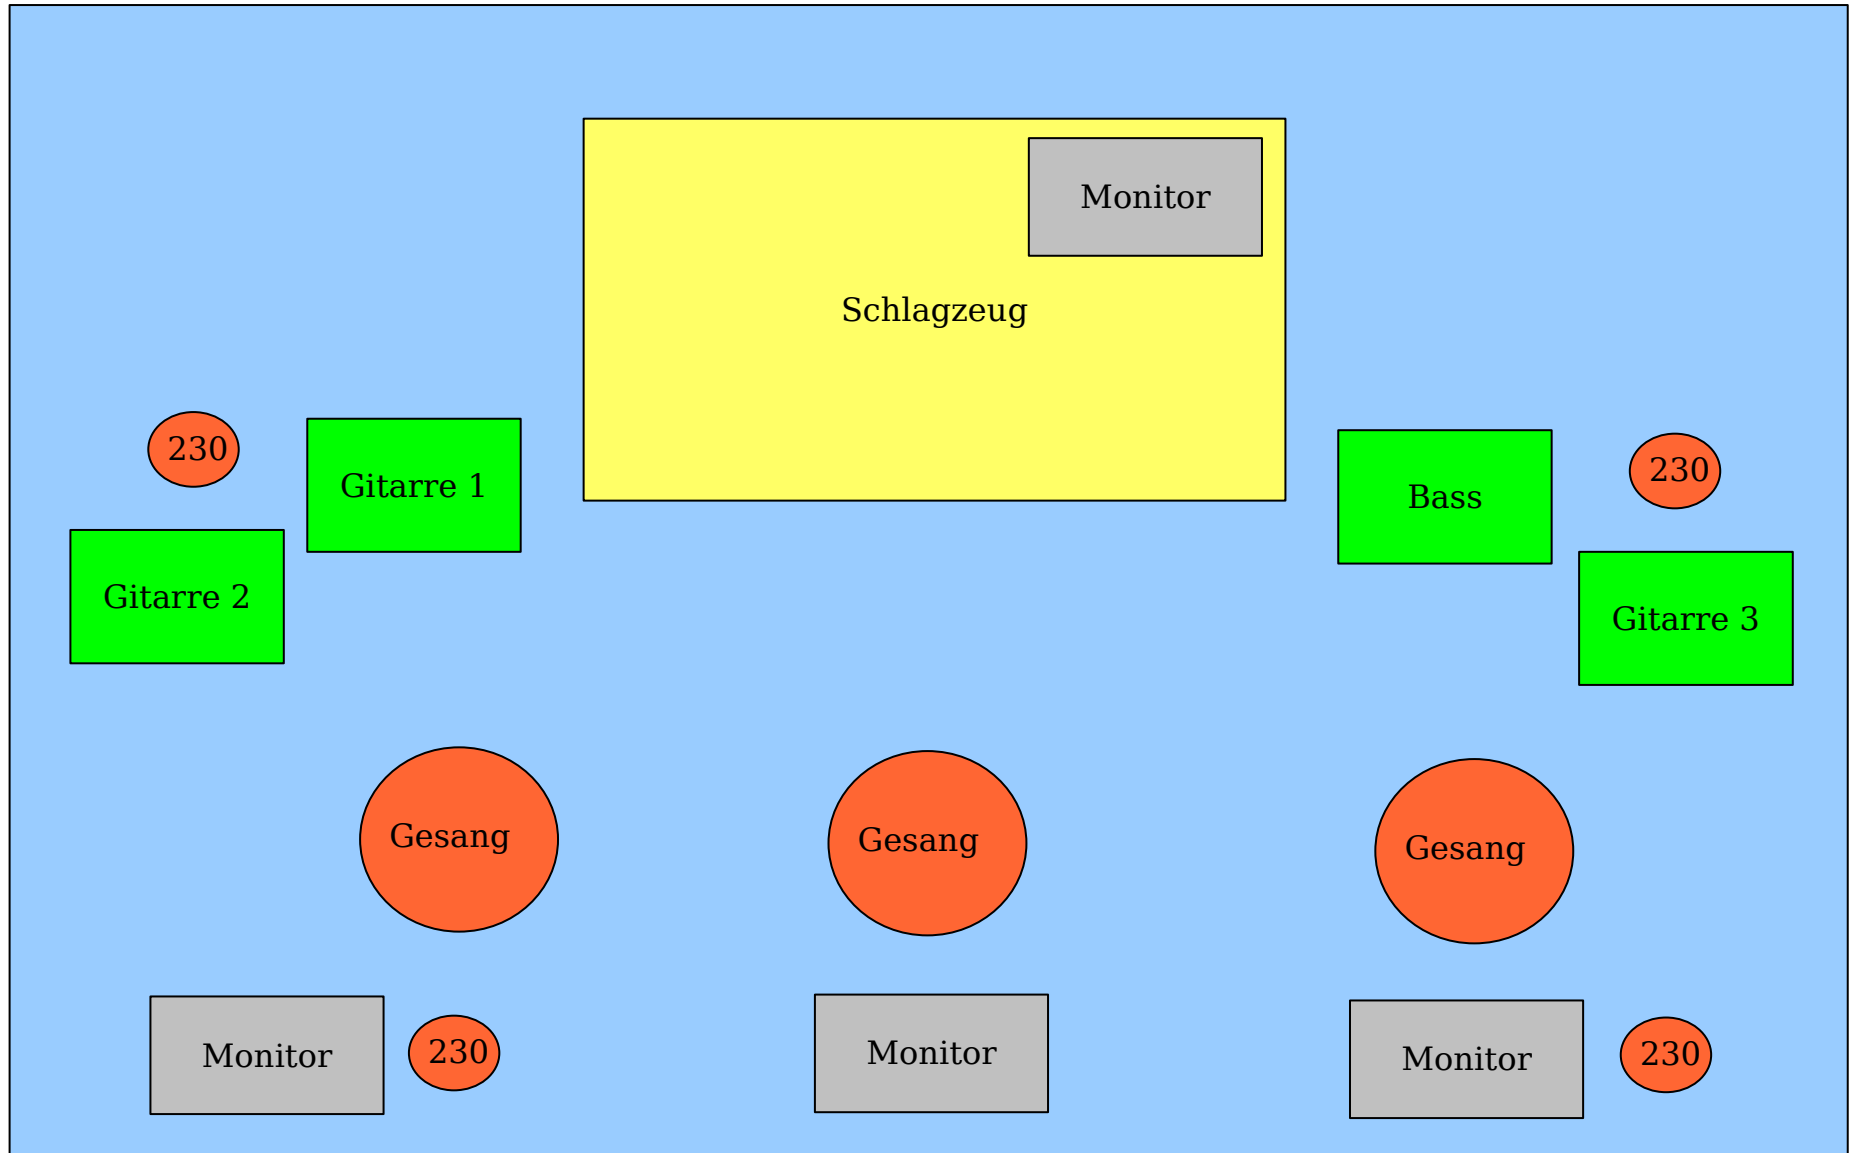 Monitor
Schlagzeug
230
Gitarre 1
230
Bass
Gitarre 2
Gitarre 3
Gesang
Gesang
Gesang
Monitor
230
Monitor
Monitor
230